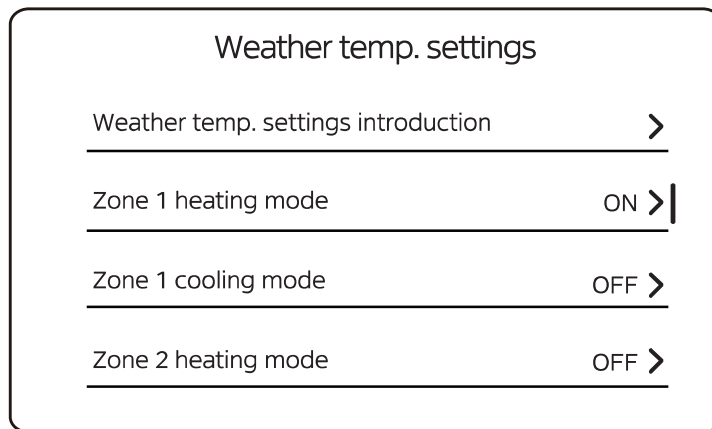 Weather temp. settings
Weather temp. settings introduction
Zone 1 heating mode ON
Zone 1 cooling mode OFF
Zone 2 heating mode OFF